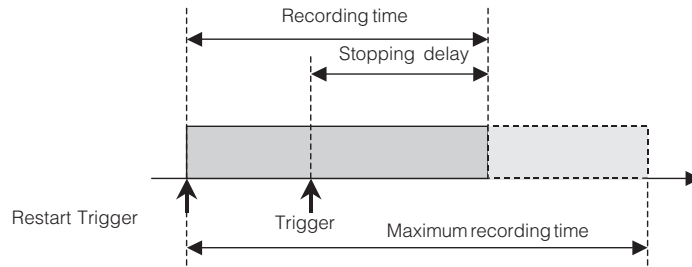 Recording time
Stopping delay
Restart Trigger
Trigger
Maximum recording time